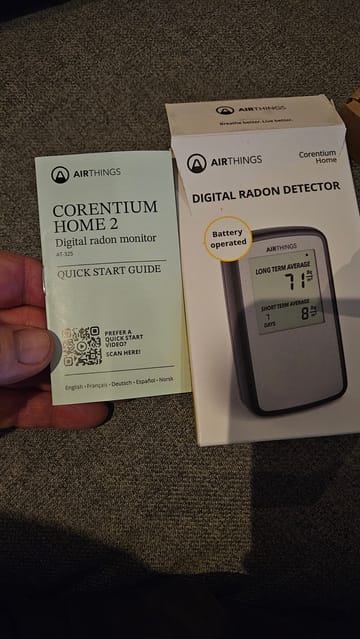 AIRTHINGS
CORENTIUM
HOME 2
Digital radon monitor
AT-325
QUICK START GUIDE
PREFER A
QUICK START
VIDEO?
SCAN HERE!
English • Français • Deutsch • Español • Norsk
AIRTHINGS
Breathe better. Live better.
AIRTHINGS
Corentium
Home
DIGITAL RADON DETECTOR
Battery
operated
AIRTHINGS
LONG TERM AVERAGE
71
SHORT TERM AVERAGE
7
DAYS
8